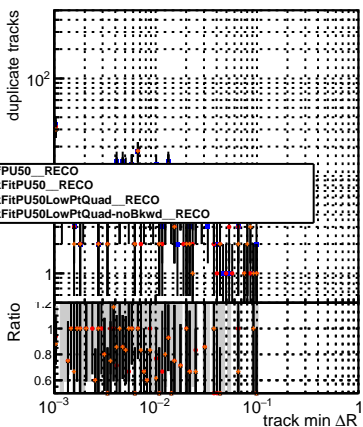 duplicate tracks
10²
PU50__RECO
FitPU50__RECO
FitPU50LowPtQuad__RECO
FitPU50LowPtQuad-noBkwd__RECO
1
Ratio
1.2
1
0.8
0.6
10⁻³
10⁻²
10⁻¹
1
track min ΔR